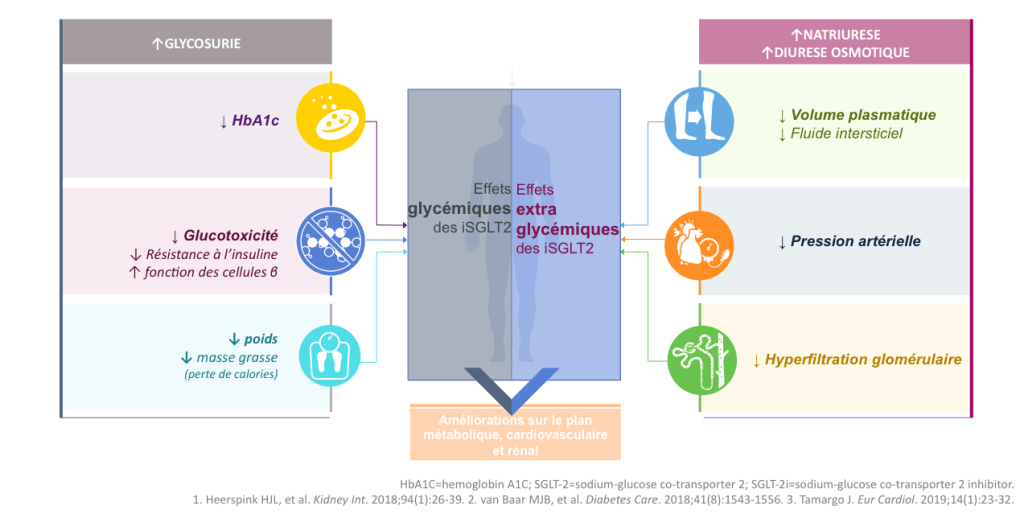 ↑GLYCOSURIE
↑NATRIURESE
↑DIURESE OSMOTIQUE
↓ HbA1c
↓ Glucotoxicité
↓ Résistance à l'insuline
↑ fonction des cellules β
↓ poids
↓ masse grasse
(perte de calories)
Effets
glycémiques
des iSGLT2
Effets
extra
glycémiques
des iSGLT2
↓ Volume plasmatique
↓ Fluide intersticiel
↓ Pression artérielle
↓ Hyperfiltration glomérulaire
Améliorations sur le plan
métabolique, cardiovasculaire
et rénal
HbA1C=hemoglobin A1C; SGLT-2=sodium-glucose co-transporter 2; SGLT-2i=sodium-glucose co-transporter 2 inhibitor.
1. Heerspink HJL, et al. Kidney Int. 2018;94(1):26-39. 2. van Baar MJB, et al. Diabetes Care. 2018;41(8):1543-1556. 3. Tamargo J. Eur Cardiol. 2019;14(1):23-32.